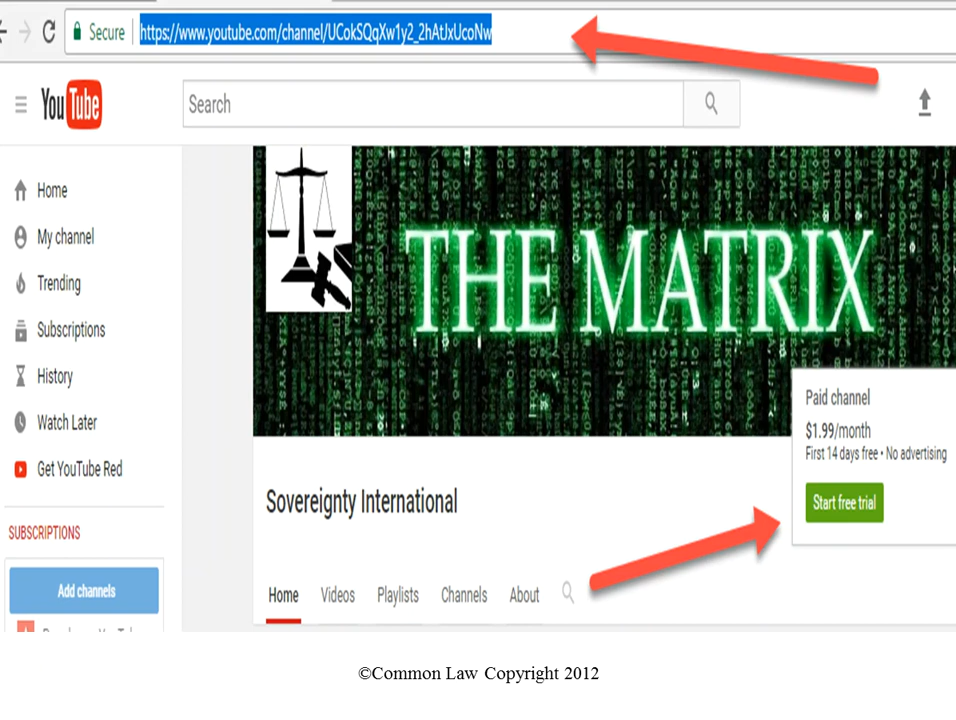 Secure https://www.youtube.com/channel/UCokSQqXw1y2_2hAtJxUcoNw
YouTube
Search
Home
My channel
Trending
Subscriptions
History
Watch Later
Get YouTube Red
SUBSCRIPTIONS
Add channels
THE MATRIX
Paid channel
$1.99/month
First 14 days free • No advertising
Start free trial
Sovereignty International
Home Videos Playlists Channels About
©Common Law Copyright 2012